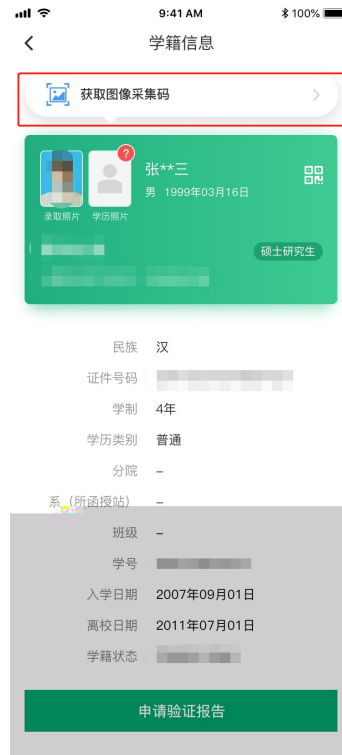 9:41 AM 100%
学籍信息
获取图像采集码
?
张**三
男 1999年03月16日
录取照片 学历照片
硕士研究生
民族 汉
证件号码
学制 4年
学历类别 普通
分院 –
系（所函授站） –
班级 –
学号
入学日期 2007年09月01日
离校日期 2011年07月01日
学籍状态
申请验证报告